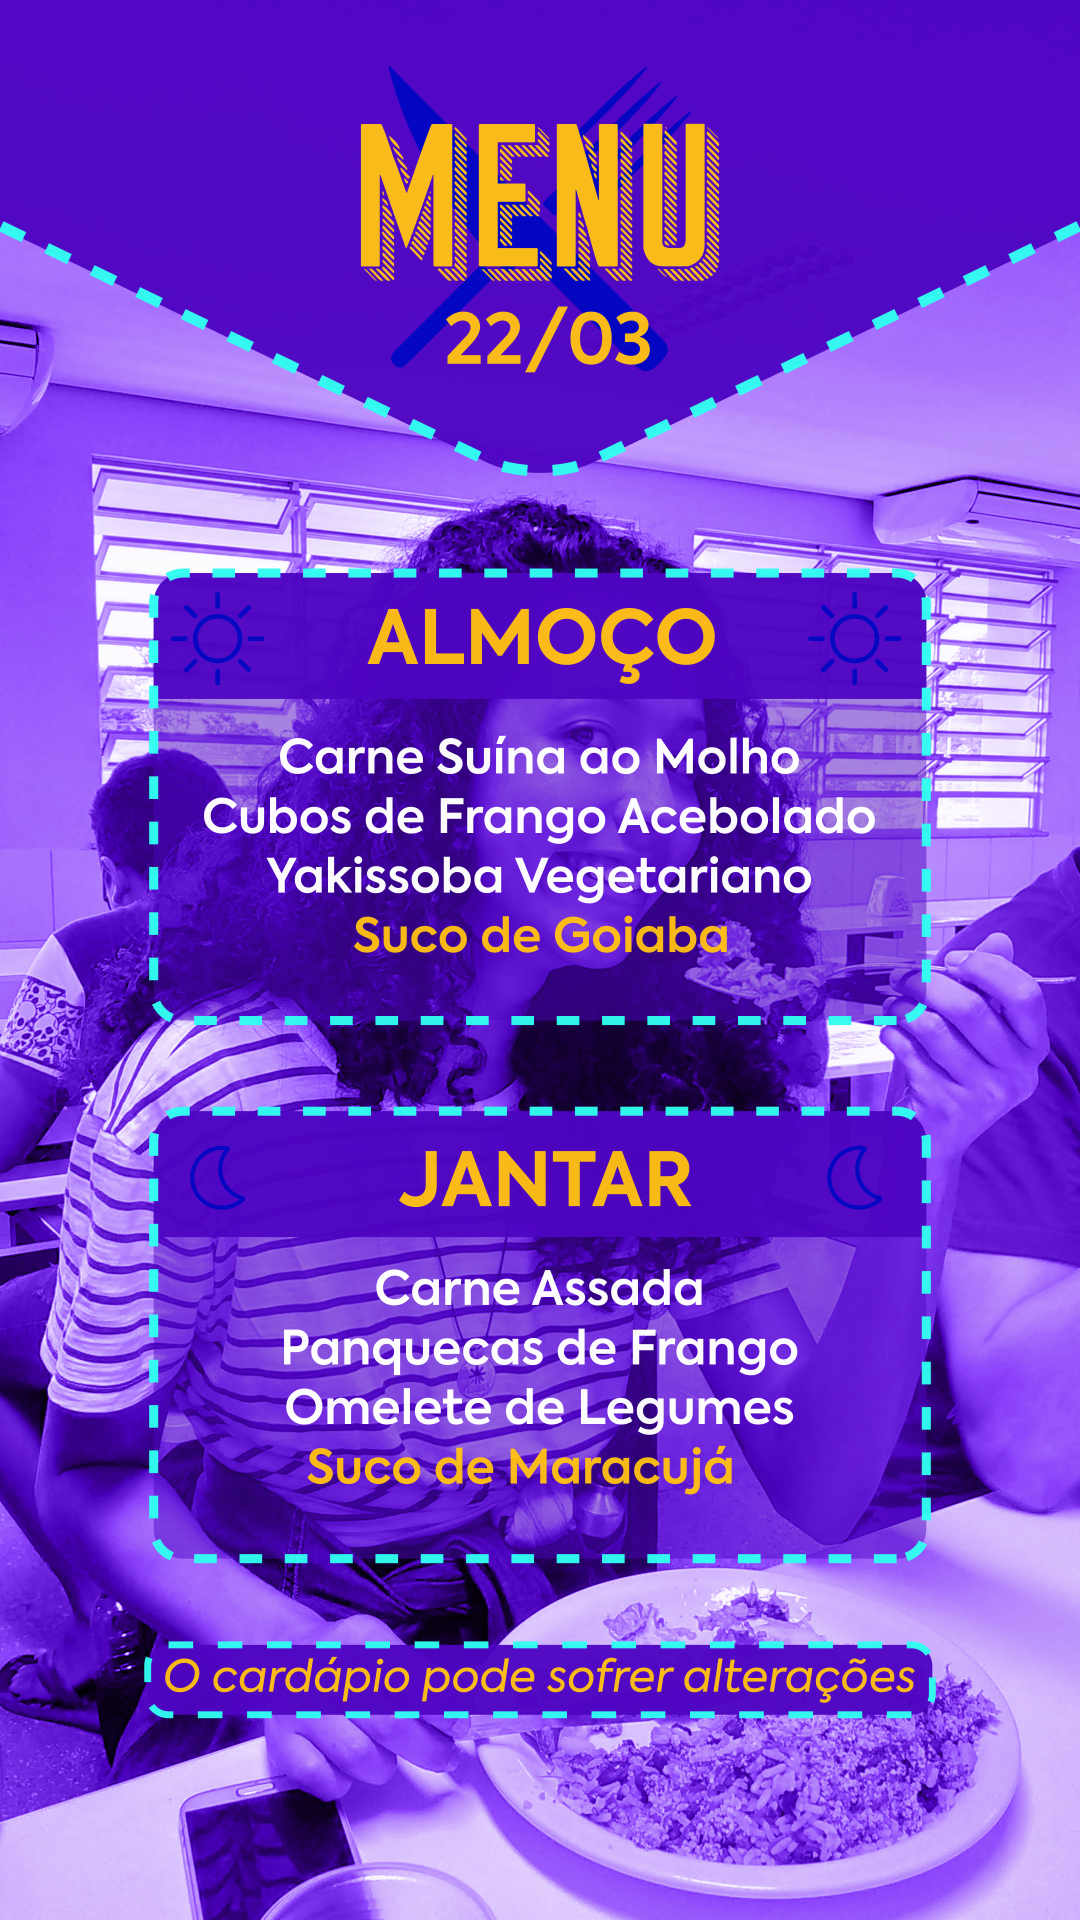 MENU
22/03
ALMOÇO
Carne Suína ao Molho
Cubos de Frango Acebolado
Yakissoba Vegetariano
Suco de Goiaba
JANTAR
Carne Assada
Panquecas de Frango
Omelete de Legumes
Suco de Maracujá
O cardápio pode sofrer alterações